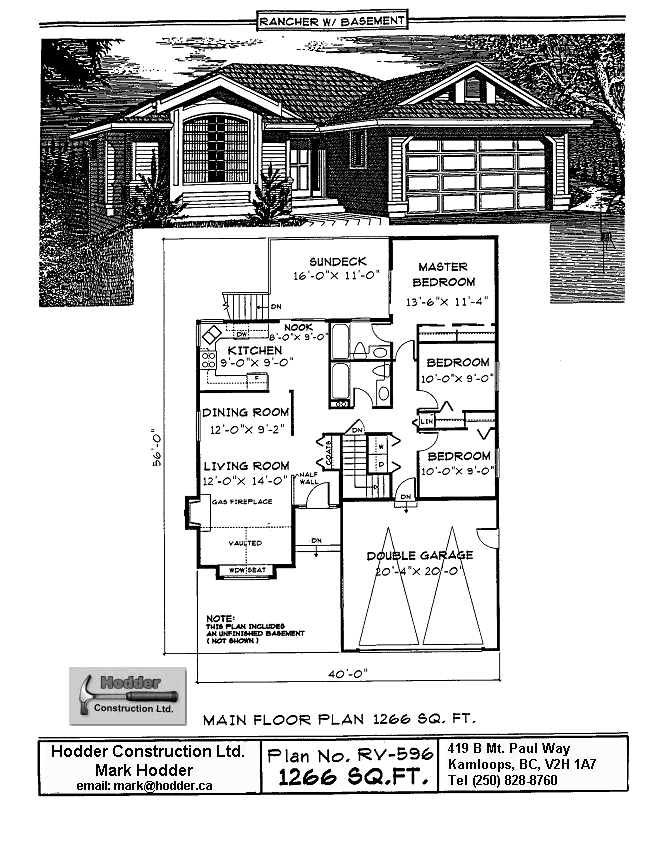 RANCHER W/ BASEMENT
SUNDECK
16'-0" X 11'-0"
MASTER
BEDROOM
13'-6" X 11'-4"
DN
NOOK
8'-0" X 9'-0"
DW
KITCHEN
9'-0" X 9'-0"
F
BEDROOM
10'-0" X 9'-0"
DINING ROOM
12'-0" X 9'-2"
LIN
DN
COATS
W
D
BEDROOM
10'-0" X 9'-0"
LIVING ROOM
12'-0" X 14'-0"
HALF
WALL
GAS FIREPLACE
DN
56'-0"
VAULTED
DN
WDW SEAT
DOUBLE GARAGE
20'-4" X 20'-0"
NOTE:
THIS PLAN INCLUDES
AN UNFINISHED BASEMENT
( NOT SHOWN )
40'-0"
Hodder
Construction Ltd.
MAIN FLOOR PLAN 1266 SQ. FT.
Hodder Construction Ltd.
Mark Hodder
email: mark@hodder.ca
Plan No. RV-596
1266 SQ.FT.
419 B Mt. Paul Way
Kamloops, BC, V2H 1A7
Tel (250) 828-8760